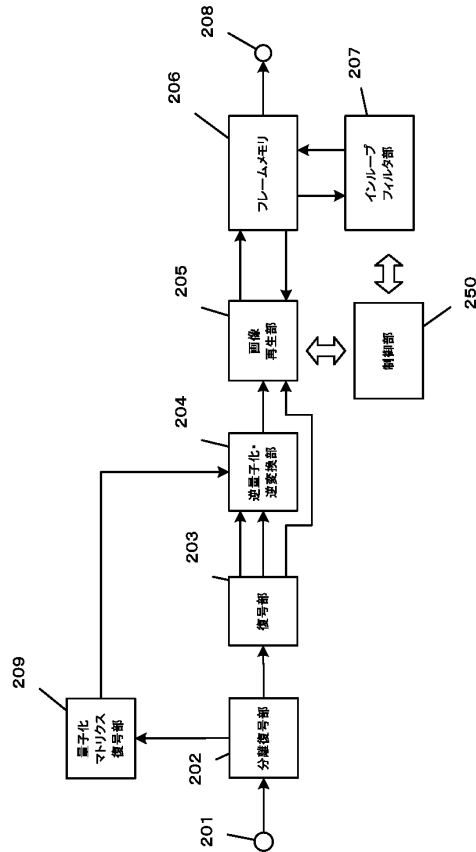 201
202
分離復号部
209
量子化
マトリクス
復号部
203
復号部
204
逆量子化・
逆変換部
205
画像
再生部
206
フレームメモリ
208
207
インループ
フィルタ部
250
制御部